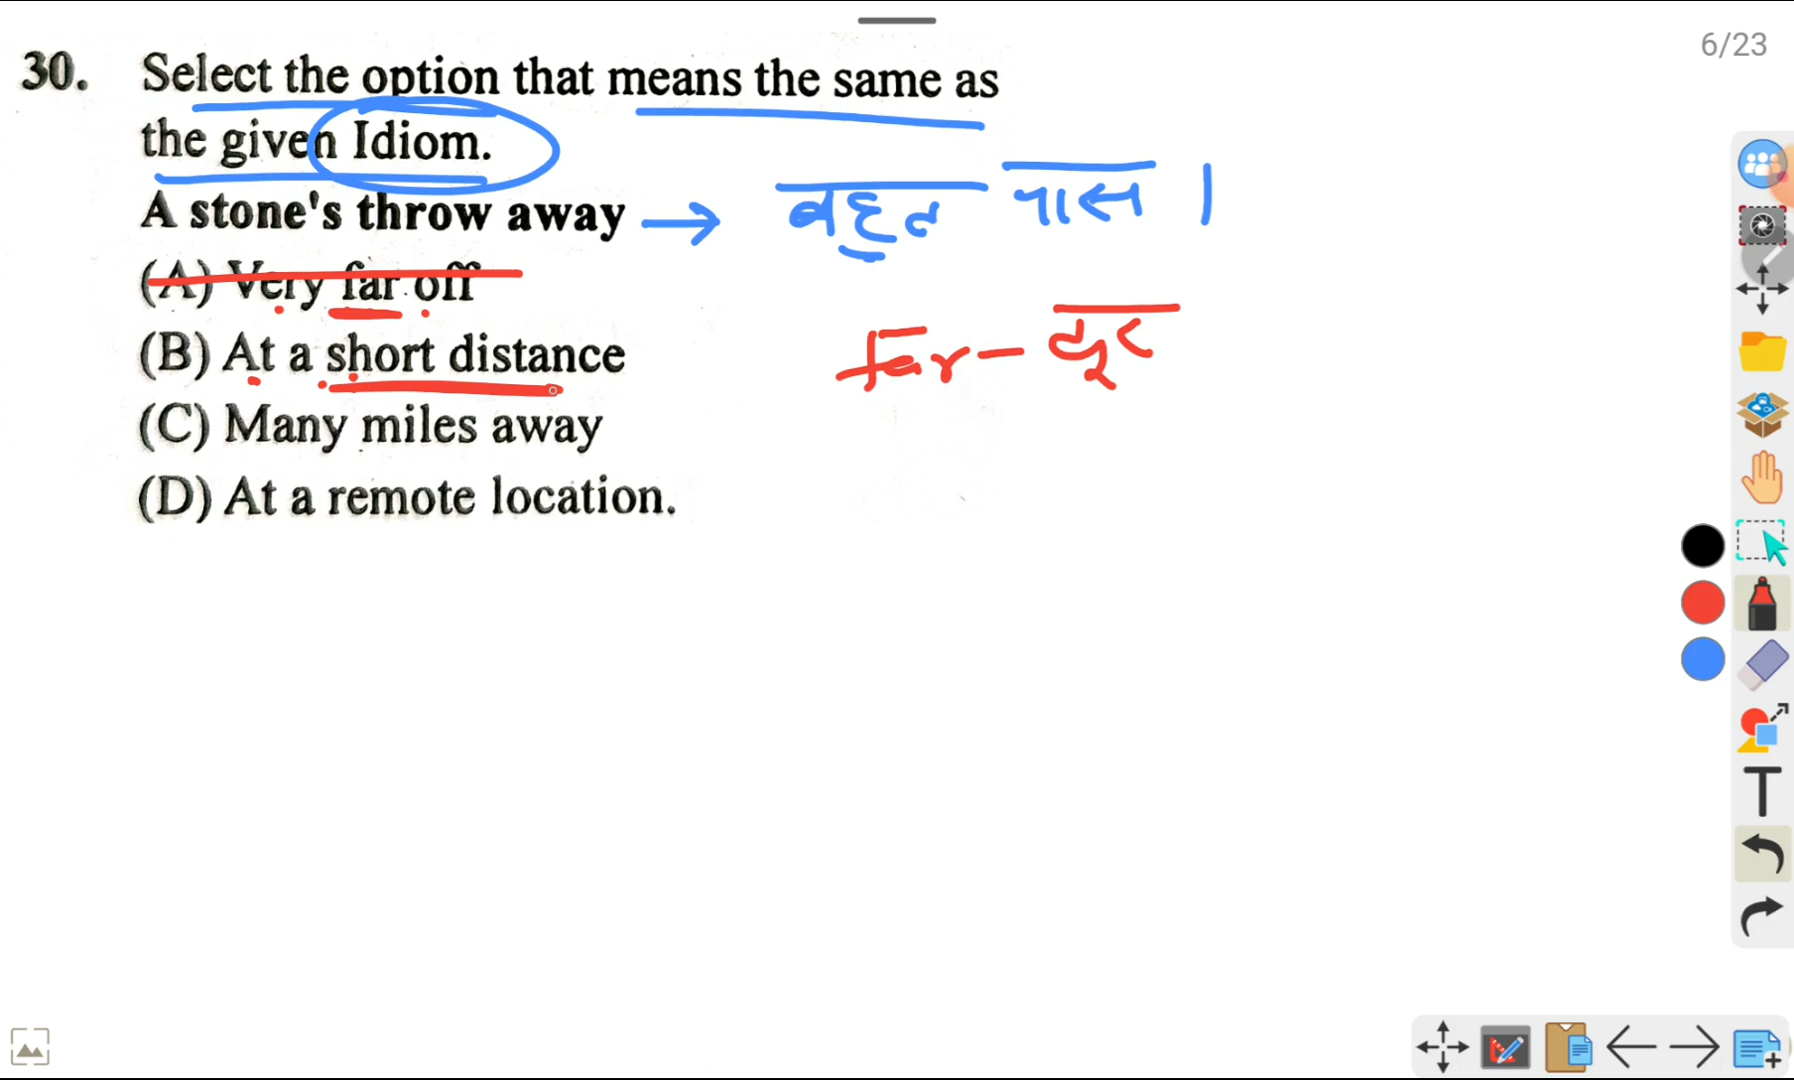 6/23
30. Select the option that means the same as
the given Idiom.
A stone's throw away → बहुत पास ।
(A) Very far off
far – दूर
(B) At a short distance
(C) Many miles away
(D) At a remote location.
T